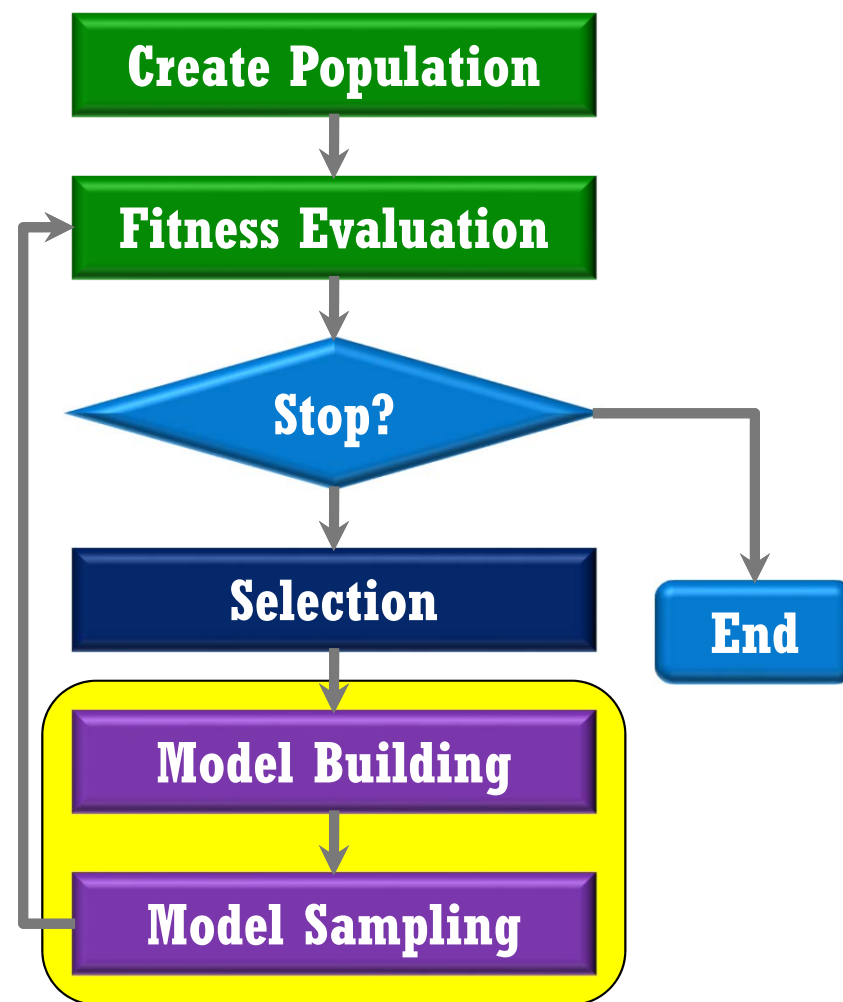 Create Population
Fitness Evaluation
Stop?
Selection
End
Model Building
Model Sampling